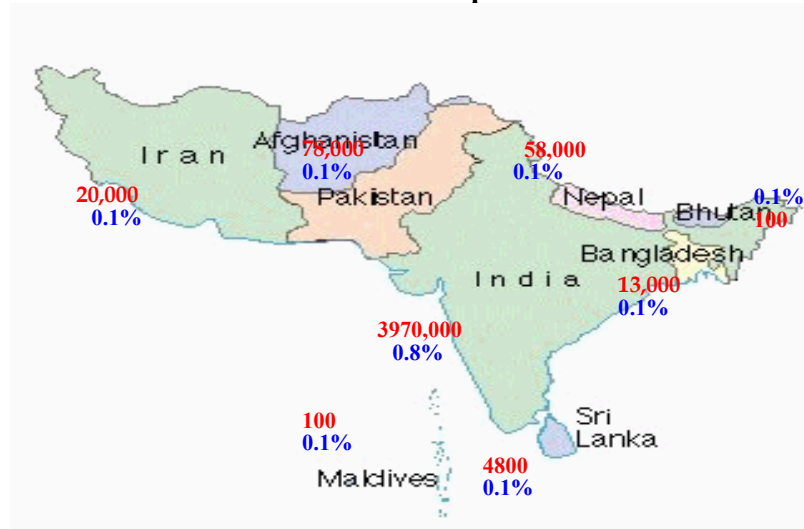 Iran
Afghanistan
78,000
0.1%
58,000
0.1%
20,000
0.1%
Pakistan
Nepal
0.1%
Bhutan
100
Bangladesh
India
13,000
0.1%
3970,000
0.8%
100
0.1%
Maldives
Sri
Lanka
4800
0.1%